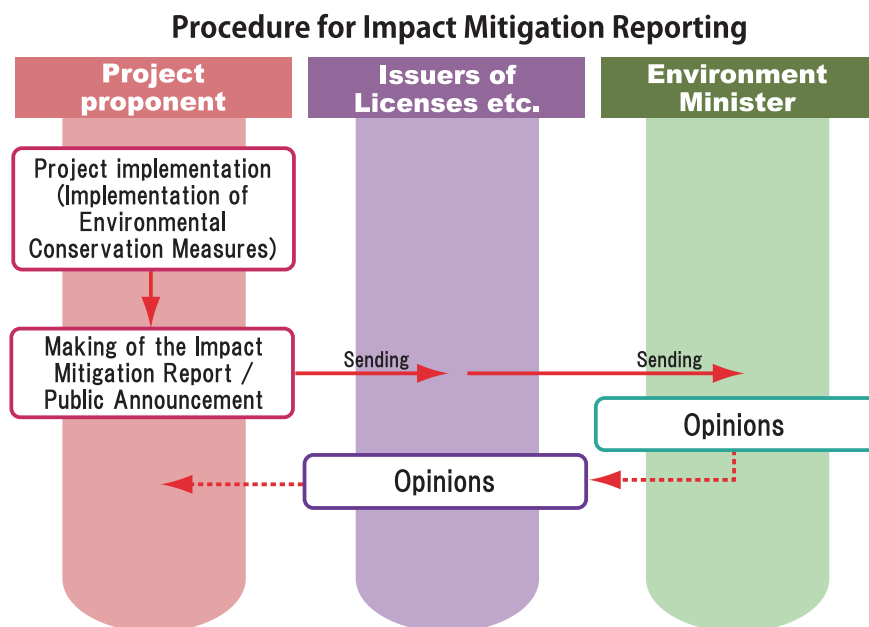 Procedure for Impact Mitigation Reporting
Project
proponent
Issuers of
Licenses etc.
Environment
Minister
Project implementation
(Implementation of
Environmental
Conservation Measures)
Making of the Impact
Mitigation Report /
Public Announcement
Sending
Sending
Opinions
Opinions